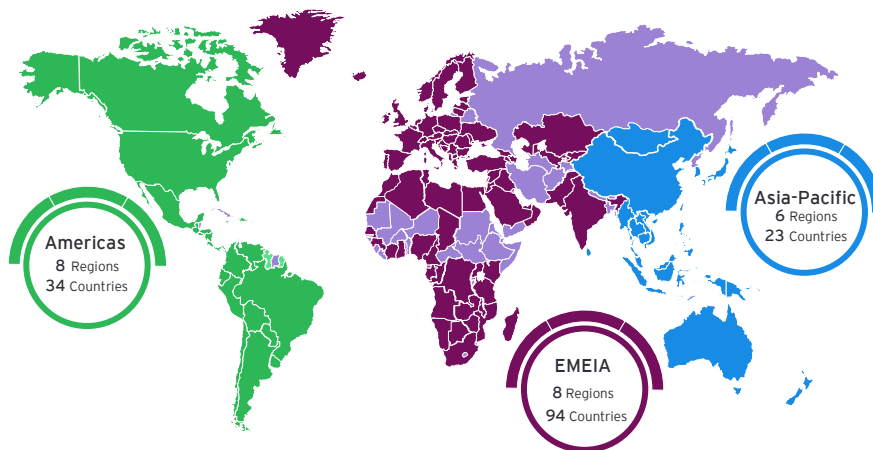 Americas
8 Regions
34 Countries
Asia-Pacific
6 Regions
23 Countries
EMEIA
8 Regions
94 Countries